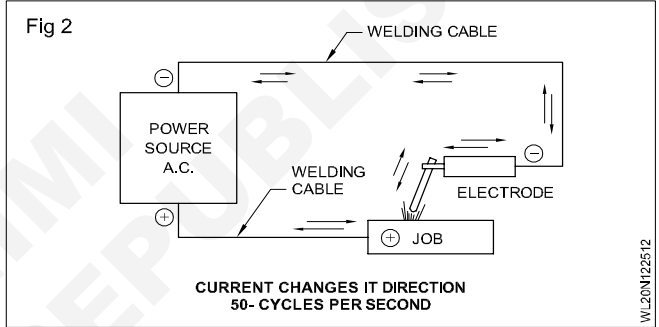 Fig 2
WELDING CABLE
POWER
SOURCE
A.C.
WELDING
CABLE
ELECTRODE
JOB
CURRENT CHANGES IT DIRECTION
50- CYCLES PER SECOND
WL20N122512